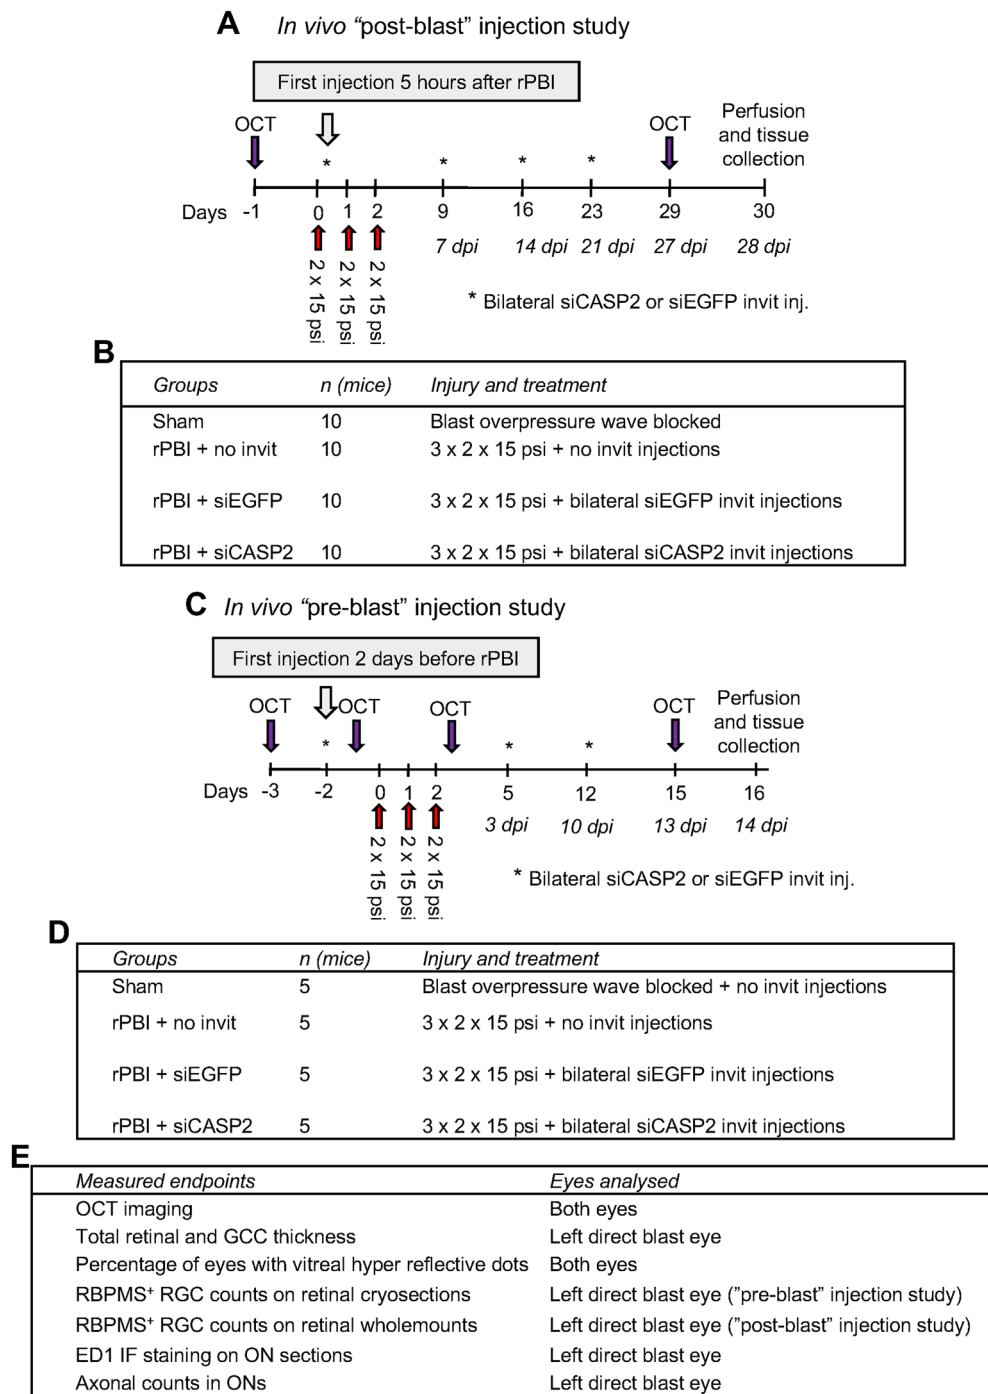 A In vivo “post-blast” injection study
First injection 5 hours after rPBI
OCT
OCT
Perfusion
and tissue
collection
* * * *
Days -1 0 1 2 9 16 23 29 30
7 dpi 14 dpi 21 dpi 27 dpi 28 dpi
2 x 15 psi
2 x 15 psi
2 x 15 psi
* Bilateral siCASP2 or siEGFP invit inj.
B
Groups n (mice) Injury and treatment
Sham 10 Blast overpressure wave blocked
rPBI + no invit 10 3 x 2 x 15 psi + no invit injections
rPBI + siEGFP 10 3 x 2 x 15 psi + bilateral siEGFP invit injections
rPBI + siCASP2 10 3 x 2 x 15 psi + bilateral siCASP2 invit injections
C In vivo “pre-blast” injection study
First injection 2 days before rPBI
OCT OCT OCT OCT
Perfusion
and tissue
collection
* * *
Days -3 -2 0 1 2 5 12 15 16
3 dpi 10 dpi 13 dpi 14 dpi
2 x 15 psi
2 x 15 psi
2 x 15 psi
* Bilateral siCASP2 or siEGFP invit inj.
D
Groups n (mice) Injury and treatment
Sham 5 Blast overpressure wave blocked + no invit injections
rPBI + no invit 5 3 x 2 x 15 psi + no invit injections
rPBI + siEGFP 5 3 x 2 x 15 psi + bilateral siEGFP invit injections
rPBI + siCASP2 5 3 x 2 x 15 psi + bilateral siCASP2 invit injections
E
Measured endpoints Eyes analysed
OCT imaging Both eyes
Total retinal and GCC thickness Left direct blast eye
Percentage of eyes with vitreal hyper reflective dots Both eyes
RBPMS⁺ RGC counts on retinal cryosections Left direct blast eye (”pre-blast” injection study)
RBPMS⁺ RGC counts on retinal wholemounts Left direct blast eye (”post-blast” injection study)
ED1 IF staining on ON sections Left direct blast eye
Axonal counts in ONs Left direct blast eye